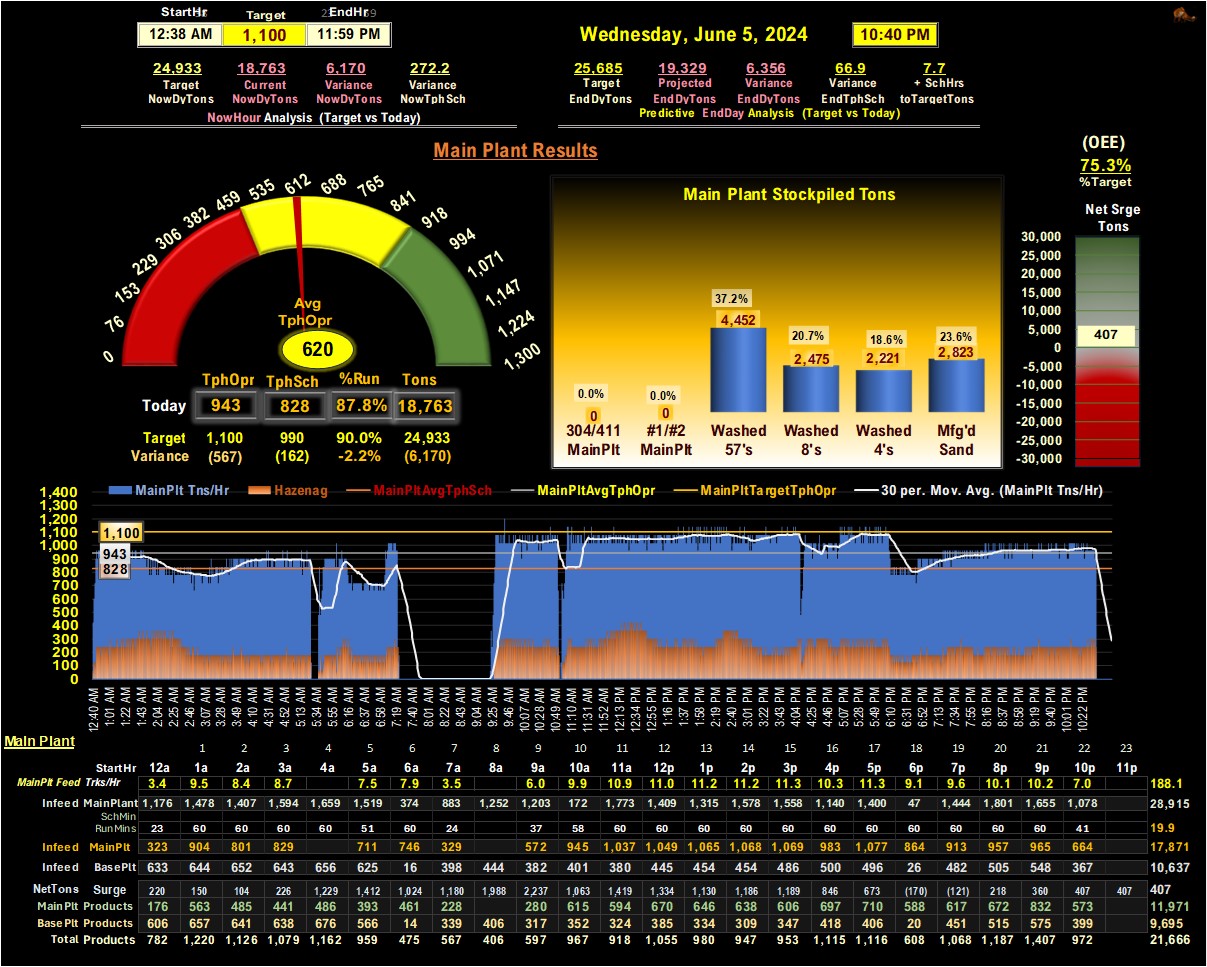 StartHr Target EndHr
12:38 AM 1,100 11:59 PM
Wednesday, June 5, 2024 10:40 PM
24,933 18,763 6,170 272.2
Target Current Variance Variance
NowDyTons NowDyTons NowDyTons NowTphSch
NowHour Analysis (Target vs Today)
25,685 19,329 6,356 66.9 7.7
Target Projected Variance Variance + SchHrs
EndDyTons EndDyTons EndDyTons EndTphSch toTargetTons
Predictive EndDay Analysis (Target vs Today)
Main Plant Results
(OEE)
75.3%
%Target
0 76 153 229 306 382 459 535 612 688 765 841 918 994 1,071 1,147 1,224 1,300
Avg
TphOpr
620
TphOpr TphSch %Run Tons
Today 943 828 87.8% 18,763
Target 1,100 990 90.0% 24,933
Variance (567) (162) -2.2% (6,170)
Main Plant Stockpiled Tons
0.0% 0.0% 37.2% 20.7% 18.6% 23.6%
0 0 4,452 2,475 2,221 2,823
304/411 #1/#2 Washed Washed Washed Mfg'd
MainPlt MainPlt 57's 8's 4's Sand
Net Srge
Tons
30,000
25,000
20,000
15,000
10,000
5,000
407
0
-5,000
-10,000
-15,000
-20,000
-25,000
-30,000
MainPlt Tns/Hr Hazenag MainPltAvgTphSch MainPltAvgTphOpr MainPltTargetTphOpr 30 per. Mov. Avg. (MainPlt Tns/Hr)
1,400
1,300
1,200
1,100
1,000
900
800
700
600
500
400
300
200
100
0
1,100
943
828
12:40 AM 1:01 AM 1:22 AM 1:43 AM 2:04 AM 2:25 AM 2:46 AM 3:07 AM 3:28 AM 3:49 AM 4:10 AM 4:31 AM 4:52 AM 5:13 AM 5:34 AM 5:55 AM 6:16 AM 6:37 AM 6:58 AM 7:19 AM 7:40 AM 8:01 AM 8:22 AM 8:43 AM 9:04 AM 9:25 AM 9:46 AM 10:07 AM 10:28 AM 10:49 AM 11:10 AM 11:31 AM 11:52 AM 12:13 PM 12:34 PM 12:55 PM 1:16 PM 1:37 PM 1:58 PM 2:19 PM 2:40 PM 3:01 PM 3:22 PM 3:43 PM 4:04 PM 4:25 PM 4:46 PM 5:07 PM 5:28 PM 5:49 PM 6:10 PM 6:31 PM 6:52 PM 7:13 PM 7:34 PM 7:55 PM 8:16 PM 8:37 PM 8:58 PM 9:19 PM 9:40 PM 10:01 PM 10:22 PM
Main Plant
1 2 3 4 5 6 7 8 9 10 11 12 13 14 15 16 17 18 19 20 21 22 23
StartHr 12a 1a 2a 3a 4a 5a 6a 7a 8a 9a 10a 11a 12p 1p 2p 3p 4p 5p 6p 7p 8p 9p 10p 11p
MainPlt Feed Trks/Hr 3.4 9.5 8.4 8.7 7.5 7.9 3.5 6.0 9.9 10.9 11.0 11.2 11.2 11.3 10.3 11.3 9.1 9.6 10.1 10.2 7.0 188.1
Infeed MainPlant 1,176 1,478 1,407 1,594 1,659 1,519 374 883 1,252 1,203 172 1,773 1,409 1,315 1,578 1,558 1,140 1,400 47 1,444 1,801 1,655 1,078 28,915
SchMin
RunMins 23 60 60 60 60 51 60 24 37 58 60 60 60 60 60 60 60 60 60 60 60 41 19.9
Infeed MainPlt 323 904 801 829 711 746 329 572 945 1,037 1,049 1,065 1,068 1,069 983 1,077 864 913 957 965 664 17,871
Infeed BasePlt 633 644 652 643 656 625 16 398 444 382 401 380 445 454 454 486 500 496 26 482 505 548 367 10,637
NetTons Surge 220 150 104 226 1,229 1,412 1,024 1,180 1,988 2,237 1,063 1,419 1,334 1,130 1,186 1,189 846 673 (170) (121) 218 360 407 407 407
MainPlt Products 176 563 485 441 486 393 461 228 280 615 594 670 646 638 606 697 710 588 617 672 832 573 11,971
BasePlt Products 606 657 641 638 676 566 14 339 406 317 352 324 385 334 309 347 418 406 20 451 515 575 399 9,695
Total Products 782 1,220 1,126 1,079 1,162 959 475 567 406 597 967 918 1,055 980 947 953 1,115 1,116 608 1,068 1,187 1,407 972 21,666